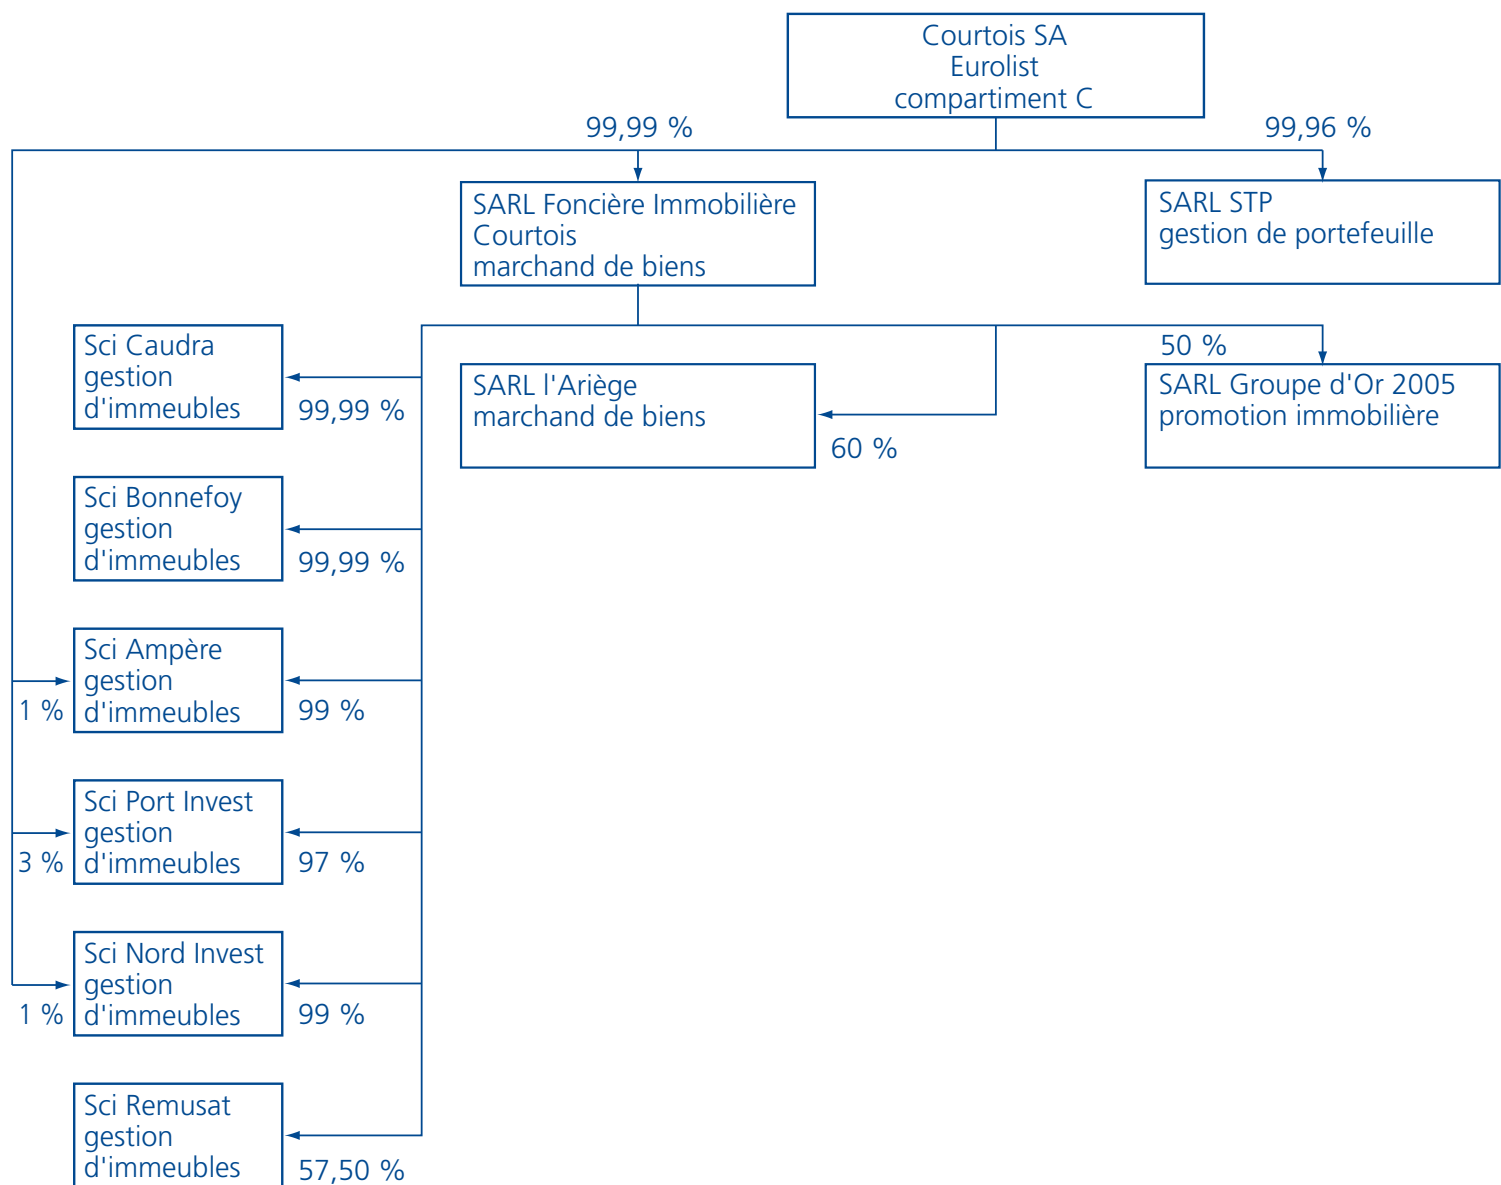 Courtois SA
Eurolist
compartiment C
99,99 %
99,96 %
SARL Foncière Immobilière
Courtois
marchand de biens
SARL STP
gestion de portefeuille
Sci Caudra
gestion
d'immeubles
99,99 %
SARL l'Ariège
marchand de biens
60 %
50 %
SARL Groupe d'Or 2005
promotion immobilière
Sci Bonnefoy
gestion
d'immeubles
99,99 %
Sci Ampère
gestion
d'immeubles
1 %
99 %
Sci Port Invest
gestion
d'immeubles
3 %
97 %
Sci Nord Invest
gestion
d'immeubles
1 %
99 %
Sci Remusat
gestion
d'immeubles
57,50 %